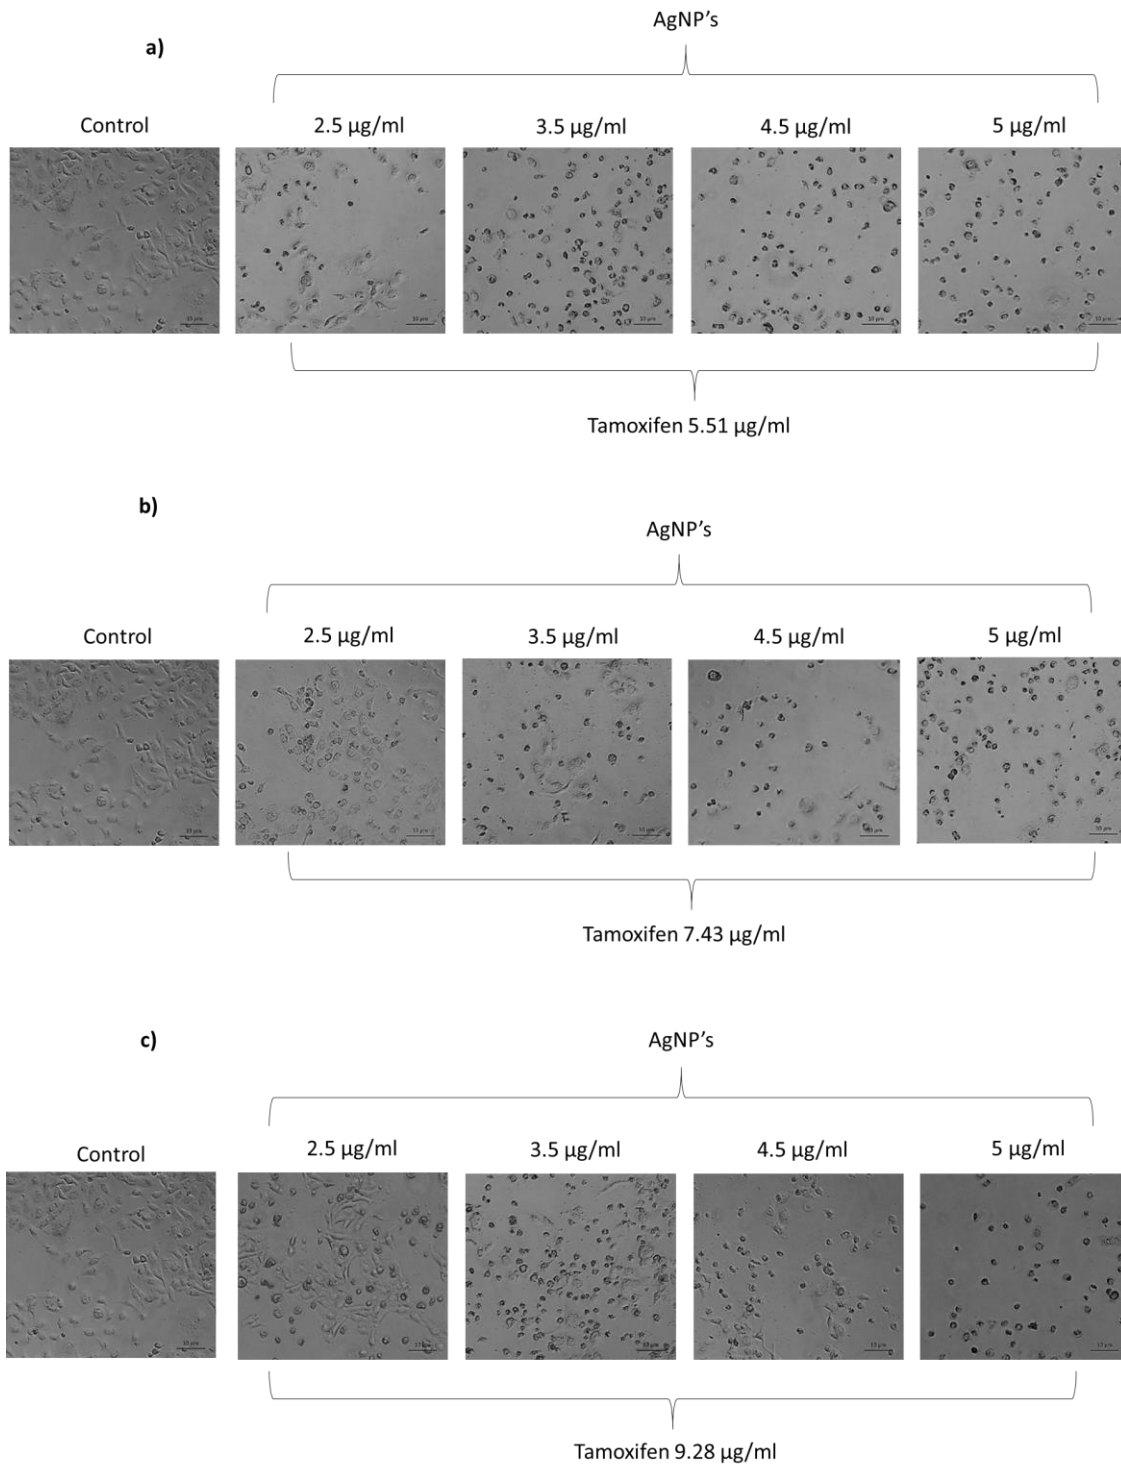 a)
AgNP’s
Control 2.5 µg/ml 3.5 µg/ml 4.5 µg/ml 5 µg/ml
Tamoxifen 5.51 µg/ml
b)
AgNP’s
Control 2.5 µg/ml 3.5 µg/ml 4.5 µg/ml 5 µg/ml
Tamoxifen 7.43 µg/ml
c)
AgNP’s
Control 2.5 µg/ml 3.5 µg/ml 4.5 µg/ml 5 µg/ml
Tamoxifen 9.28 µg/ml